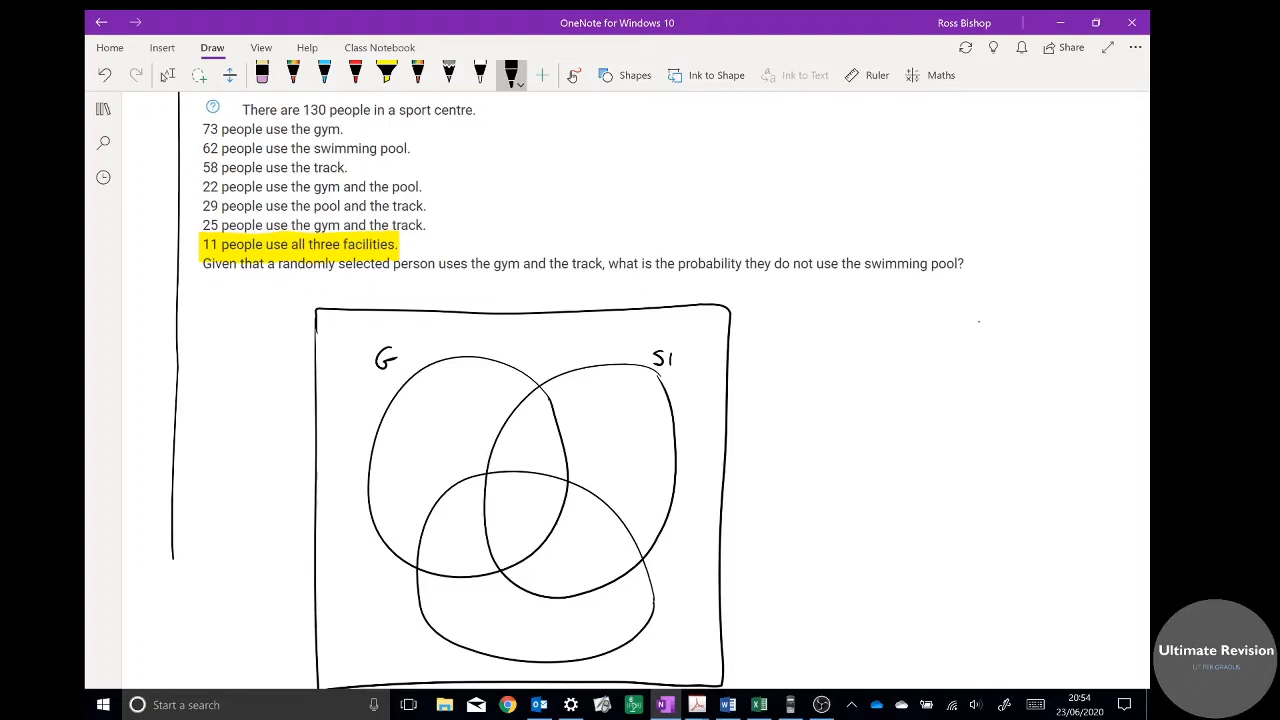 OneNote for Windows 10
Ross Bishop
Home Insert Draw View Help Class Notebook
Share
Shapes Ink to Shape Ink to Text Ruler Maths
There are 130 people in a sport centre.
73 people use the gym.
62 people use the swimming pool.
58 people use the track.
22 people use the gym and the pool.
29 people use the pool and the track.
25 people use the gym and the track.
11 people use all three facilities.
Given that a randomly selected person uses the gym and the track, what is the probability they do not use the swimming pool?
G
Ultimate Revision
UT PER GRADUS
Start a search
20:54
23/06/2020